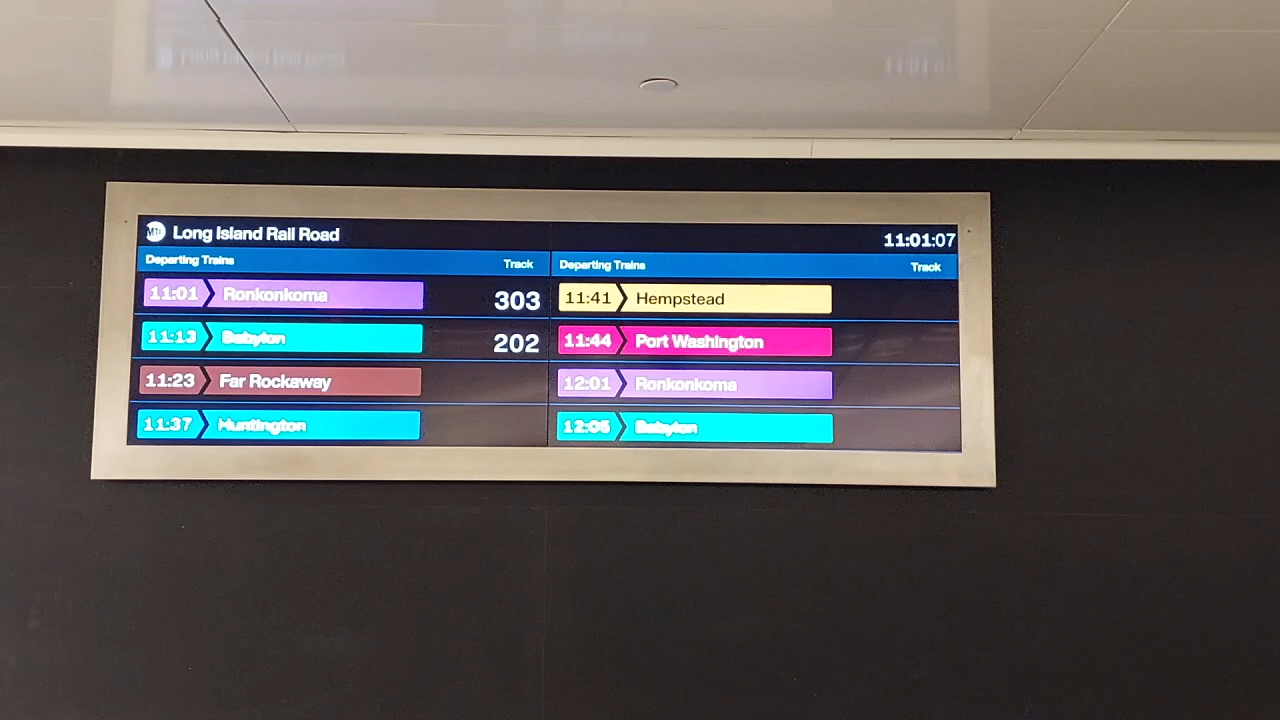 MTA Long Island Rail Road 11:01:07
Departing Trains Track
11:01 Ronkonkoma 303
11:13 Babylon 202
11:23 Far Rockaway
11:37 Huntington
Departing Trains Track
11:41 Hempstead
11:44 Port Washington
12:01 Ronkonkoma
12:05 Babylon